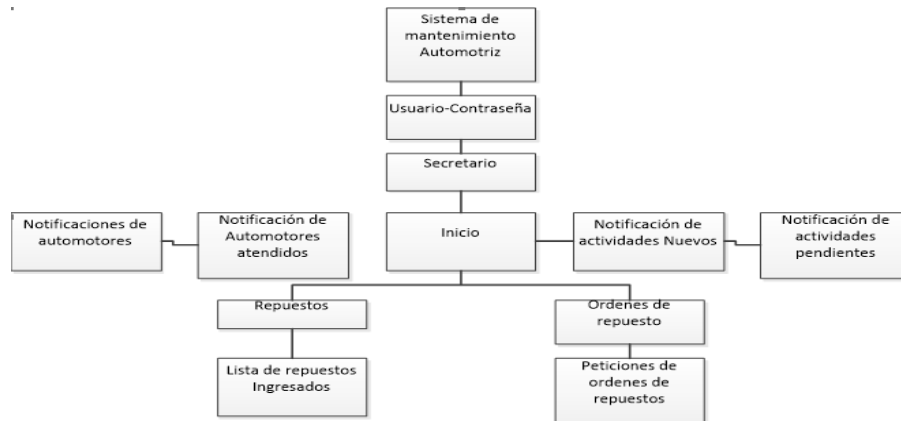 Sistema de
mantenimiento
Automotriz
Usuario-Contraseña
Secretario
Notificaciones de
automotores
Notificación de
Automotores
atendidos
Inicio
Notificación de
actividades Nuevos
Notificación de
actividades
pendientes
Repuestos
Ordenes de
repuesto
Lista de repuestos
Ingresados
Peticiones de
ordenes de
repuestos